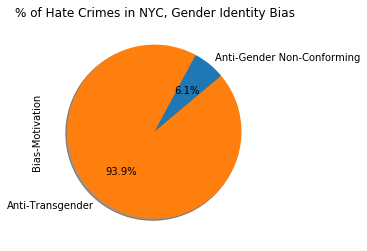 % of Hate Crimes in NYC, Gender Identity Bias
Anti-Gender Non-Conforming
6.1%
Bias-Motivation
93.9%
Anti-Transgender